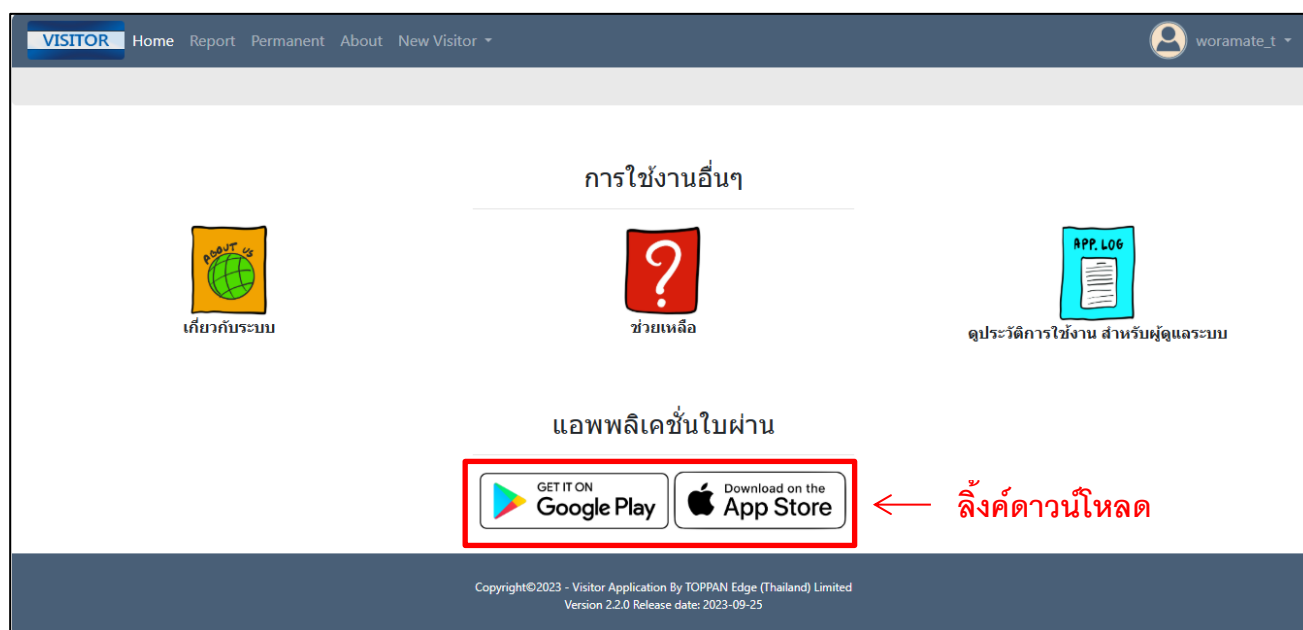 VISITOR Home Report Permanent About New Visitor woramate_t
การใช้งานอื่นๆ
ABOUT US
?
APP. LOG
เกี่ยวกับระบบ
ช่วยเหลือ
ดูประวัติการใช้งาน สำหรับผู้ดูแลระบบ
แอพพลิเคชั่นใบผ่าน
GET IT ON
Google Play
Download on the
App Store
ลิ้งค์ดาวน์โหลด
Copyright©2023 - Visitor Application By TOPPAN Edge (Thailand) Limited
Version 2.2.0 Release date: 2023-09-25